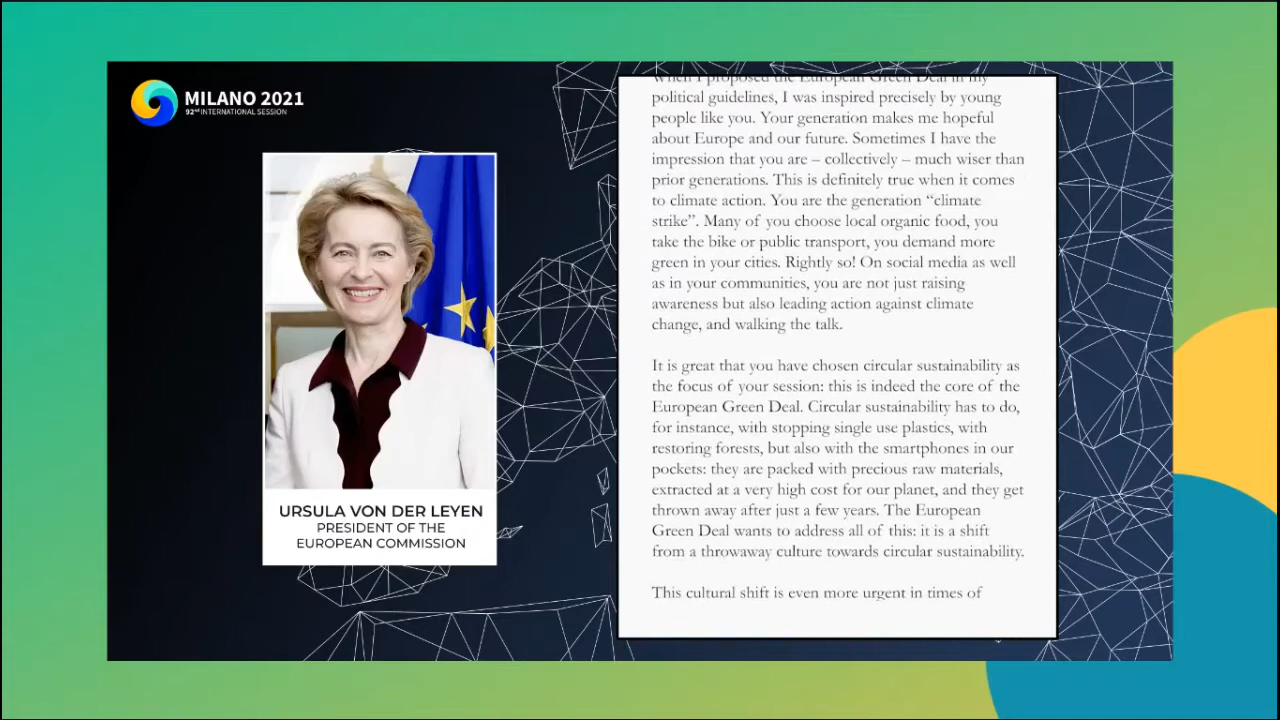 MILANO 2021
92nd INTERNATIONAL SESSION
URSULA VON DER LEYEN
PRESIDENT OF THE
EUROPEAN COMMISSION
when I proposed the European Green Deal in my
political guidelines, I was inspired precisely by young
people like you. Your generation makes me hopeful
about Europe and our future. Sometimes I have the
impression that you are – collectively – much wiser than
prior generations. This is definitely true when it comes
to climate action. You are the generation “climate
strike”. Many of you choose local organic food, you
take the bike or public transport, you demand more
green in your cities. Rightly so! On social media as well
as in your communities, you are not just raising
awareness but also leading action against climate
change, and walking the talk.
It is great that you have chosen circular sustainability as
the focus of your session: this is indeed the core of the
European Green Deal. Circular sustainability has to do,
for instance, with stopping single use plastics, with
restoring forests, but also with the smartphones in our
pockets: they are packed with precious raw materials,
extracted at a very high cost for our planet, and they get
thrown away after just a few years. The European
Green Deal wants to address all of this: it is a shift
from a throwaway culture towards circular sustainability.
This cultural shift is even more urgent in times of